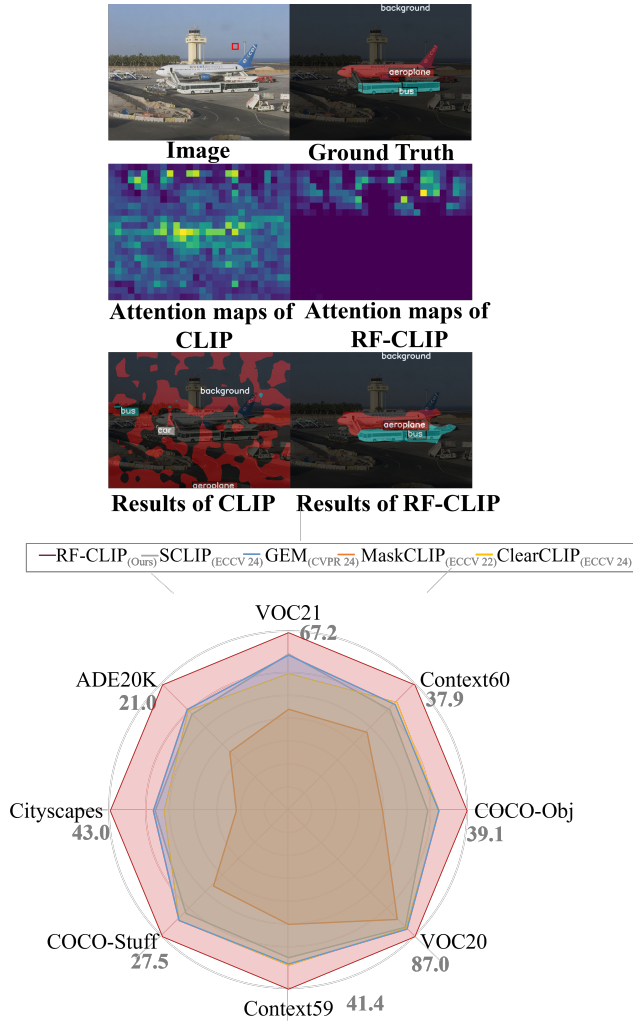 background
aeroplane
bus
Image Ground Truth
Attention maps of CLIP
Attention maps of RF-CLIP
background
background
bus
car
aeroplane
bus
aeroplane
Results of CLIP Results of RF-CLIP
RF-CLIP(Ours) SCLIP(ECCV 24) GEM(CVPR 24) MaskCLIP(ECCV 22) ClearCLIP(ECCV 24)
VOC21
67.2
ADE20K
21.0
Context60
37.9
Cityscapes
43.0
COCO-Obj
39.1
COCO-Stuff
27.5
VOC20
87.0
Context59
41.4